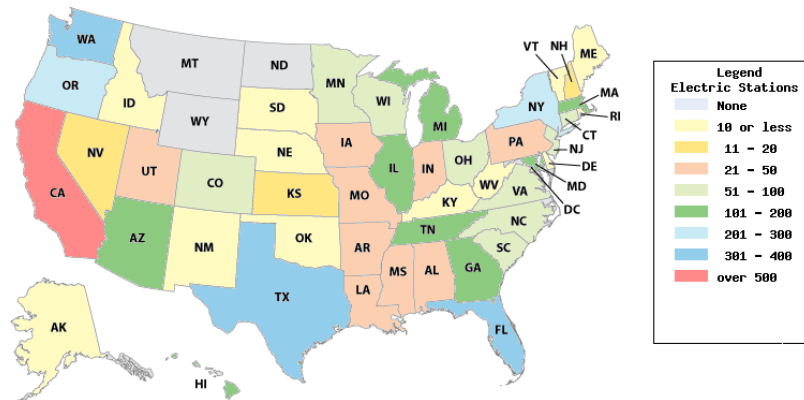 WA
MT
ND
OR
ID
WY
SD
MN
WI
MI
NY
VT
NH
ME
MA
RI
CT
NJ
DE
MD
DC
NV
UT
CO
NE
IA
IL
IN
OH
PA
WV
VA
CA
AZ
NM
KS
OK
MO
KY
TN
NC
SC
AR
TX
LA
MS
AL
GA
FL
AK
HI
Legend
Electric Stations
None
10 or less
11 - 20
21 - 50
51 - 100
101 - 200
201 - 300
301 - 400
over 500